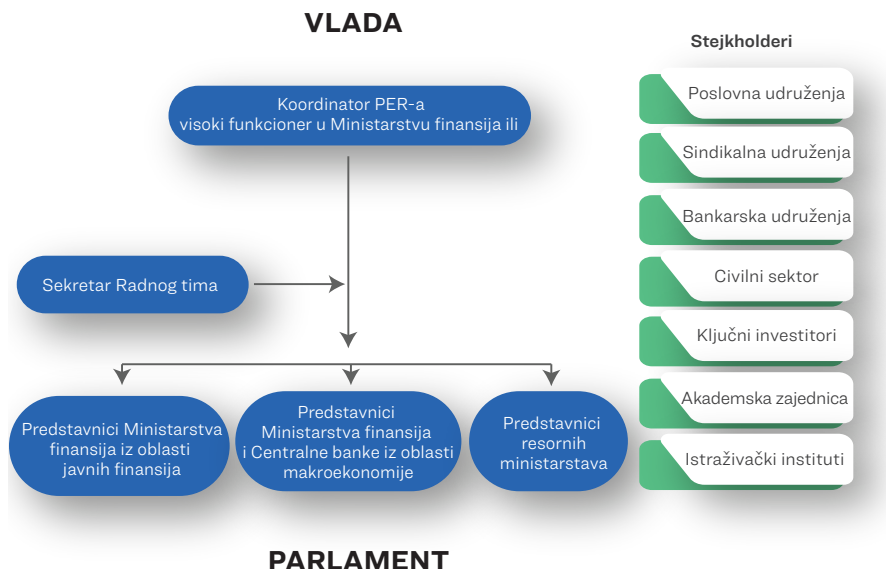 VLADA
Koordinator PER-a
visoki funkcioner u Ministarstvu finansija ili
Sekretar Radnog tima
Predstavnici Ministarstva
finansija iz oblasti
javnih finansija
Predstavnici
Ministarstva finansija
i Centralne banke iz oblasti
makroekonomije
Predstavnici
resornih
ministarstava
PARLAMENT
Stejkholderi
Poslovna udruženja
Sindikalna udruženja
Bankarska udruženja
Civilni sektor
Ključni investitori
Akademska zajednica
Istraživački instituti